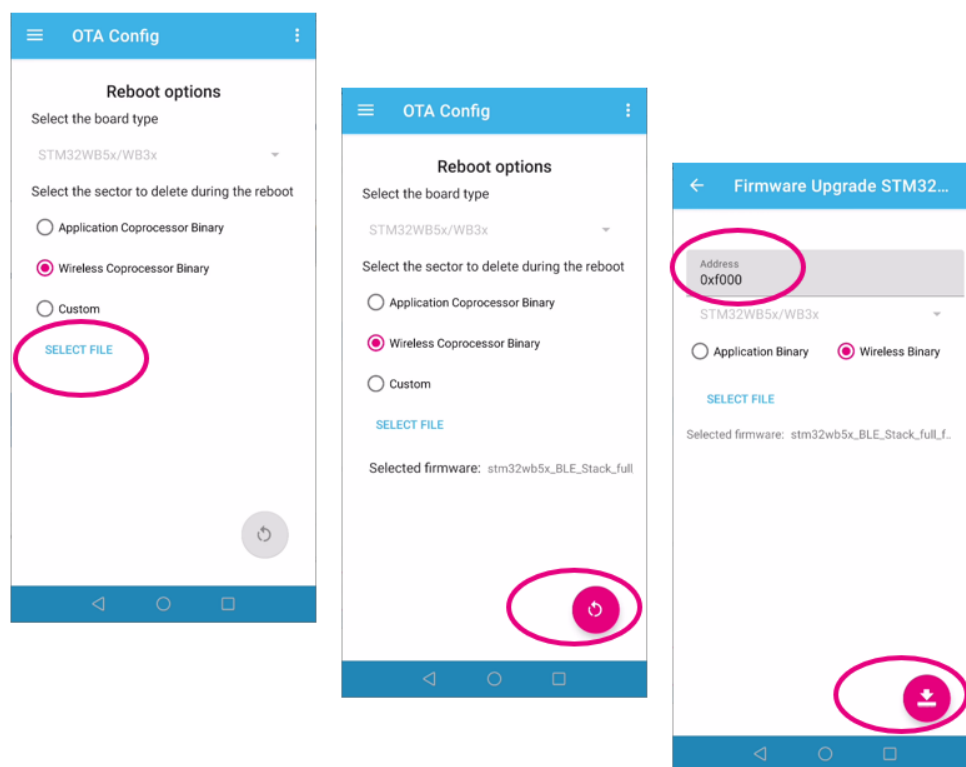 OTA Config
Reboot options
Select the board type
STM32WB5x/WB3x
Select the sector to delete during the reboot
Application Coprocessor Binary
Wireless Coprocessor Binary
Custom
SELECT FILE
OTA Config
Reboot options
Select the board type
STM32WB5x/WB3x
Select the sector to delete during the reboot
Application Coprocessor Binary
Wireless Coprocessor Binary
Custom
SELECT FILE
Selected firmware: stm32wb5x_BLE_Stack_full
Firmware Upgrade STM32...
Address
0xf000
STM32WB5x/WB3x
Application Binary Wireless Binary
SELECT FILE
Selected firmware: stm32wb5x_BLE_Stack_full_f..